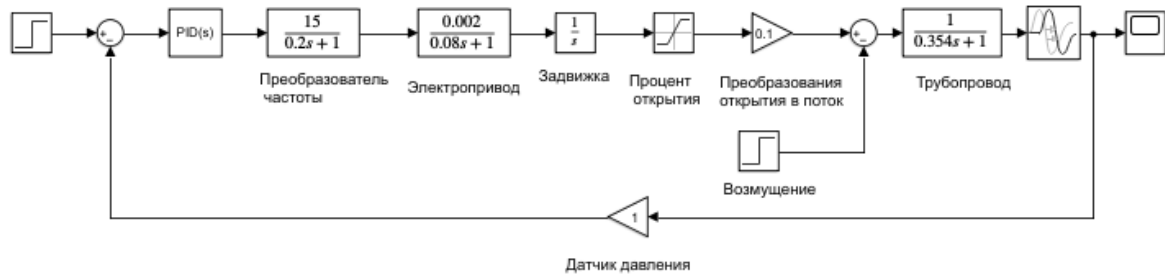 +
−
PID(s)
15
0.2s + 1
Преобразователь
частоты
0.002
0.08s + 1
Электропривод
1
s
Задвижка
Процент
открытия
0.1
Преобразования
открытия в поток
+
−
1
0.354s + 1
Трубопровод
Возмущение
1
Датчик давления